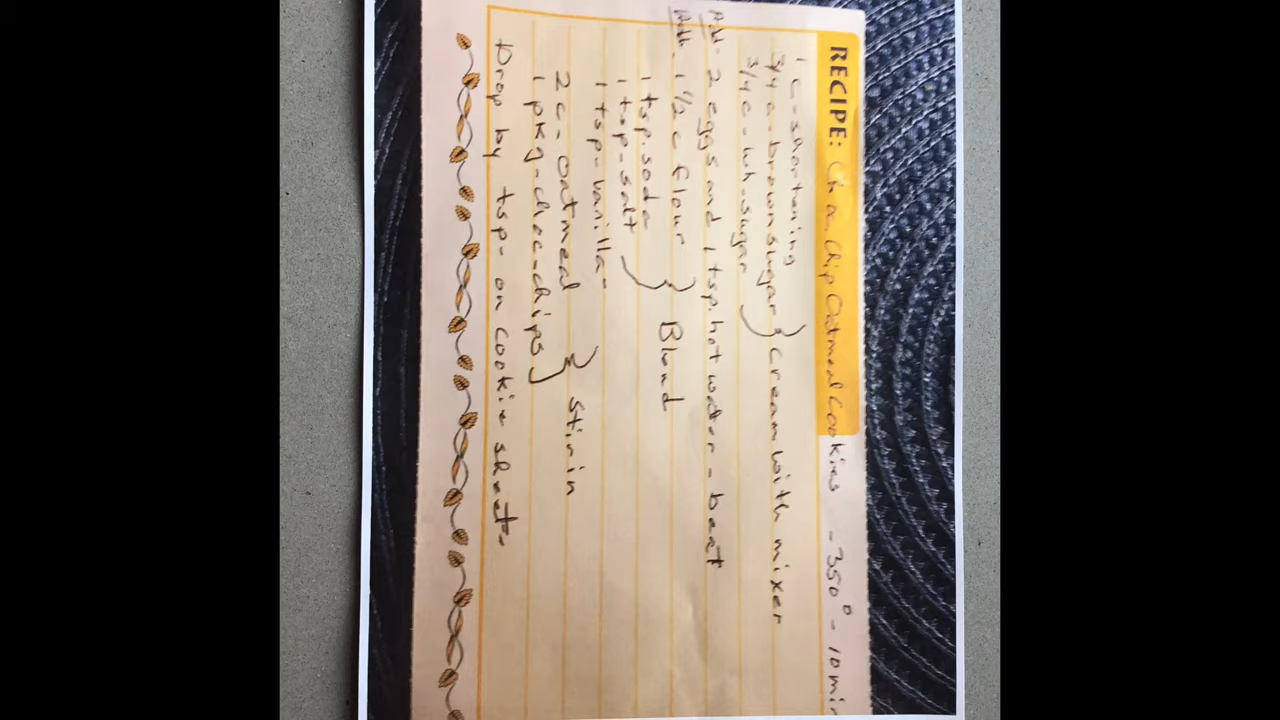 RECIPE: Choc. Chip Oatmeal Cookies - 350° - 10 min
1 c - shortening
3/4 c - brown sugar } cream with mixer
3/4 c - wh. sugar
Add - 2 eggs and 1 tsp. hot water - beat
Add. 1 1/2 c flour } Blend
1 tsp. soda
1 tsp - salt
1 tsp - vanilla -
2 c - oatmeal } Stir in
1 pkg - choc - chips
Drop by tsp - on cookie sheet -